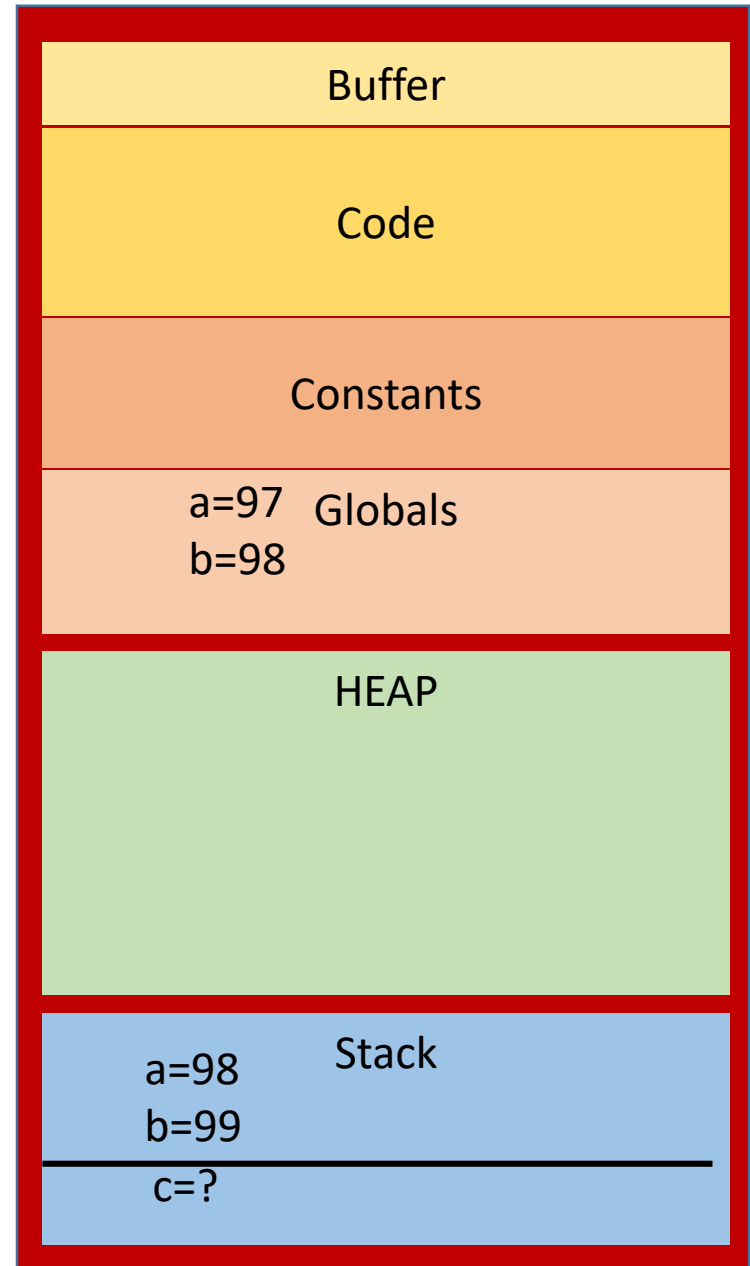 Buffer
Code
Constants
a=97 Globals
b=98
HEAP
Stack
a=98
b=99
c=?